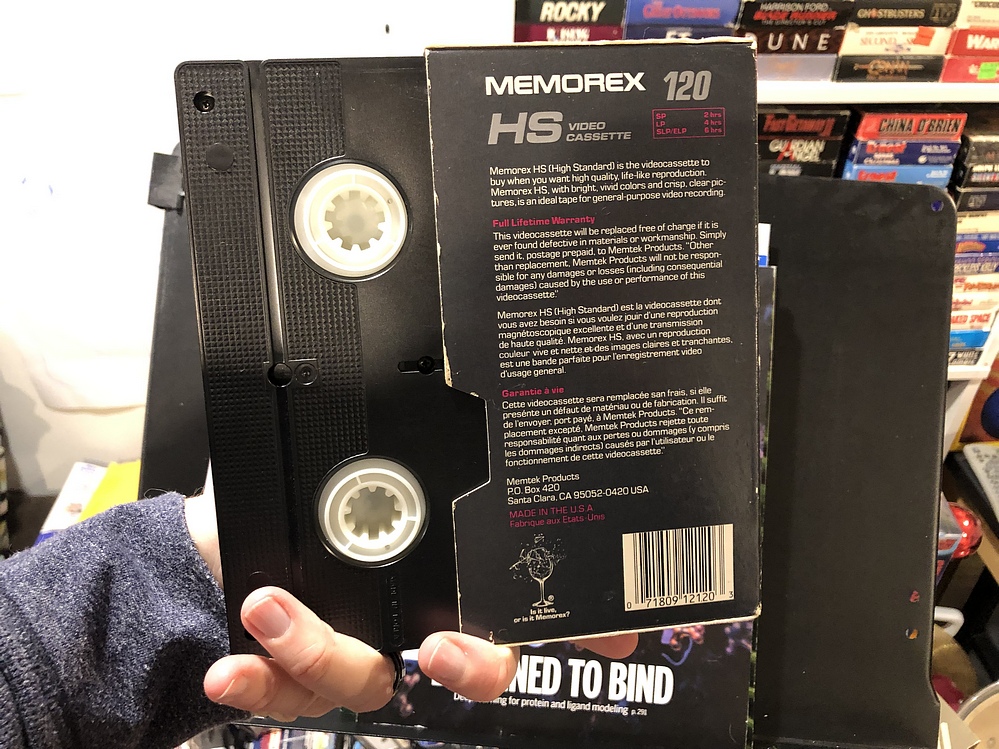 ROCKY
HARRISON FORD
BLADE RUNNER
GHOSTBUSTERS
DUNE
CONAN
CHINA O'BRIEN
MEMOREX 120
HS VIDEO
CASSETTE
SP 2 hrs
LP 4 hrs
SLP/ELP 6 hrs
Memorex HS (High Standard) is the videocassette to
buy when you want high quality, life-like reproduction.
Memorex HS, with bright, vivid colors and crisp, clear pic-
tures, is an ideal tape for general-purpose video recording.
Full Lifetime Warranty
This videocassette will be replaced free of charge if it is
ever found defective in materials or workmanship. Simply
send it, postage prepaid, to Memtek Products. "Other
than replacement, Memtek Products will not be respon-
sible for any damages or losses (including consequential
damages) caused by the use or performance of this
videocassette."
Memorex HS (High Standard) est la videocassette dont
vous avez besoin si vous voulez jouir d'une reproduction
magnétoscopique excellente et d'une transmission
de haute qualité. Memorex HS, avec un reproduction
couleur vive et nette et des images claires et tranchantes,
est une bande parfaite pour l'enregistrement video
d'usage general.
Garantie à vie
Cette videocassette sera remplacée san frais, si elle
presénte un défaut de matériau ou de fabrication. Il suffit
de l'envoyer, port payé, à Memtek Products. "Ce rem-
placement excepté, Memtek Products rejette toute
responsabilité quant aux pertes ou dommages (y compris
les dommages indirects) causés par l'utilisateur ou le
fonctionnement de cette videocassette."
Memtek Products
P.O. Box 420
Santa Clara, CA 95052-0420 USA
MADE IN THE U.S.A
Fabrique aux Etats-Unis
Is it live,
or is it Memorex?
0 71809 12120 3
NED TO BIND
ning for protein and ligand modeling p. 291